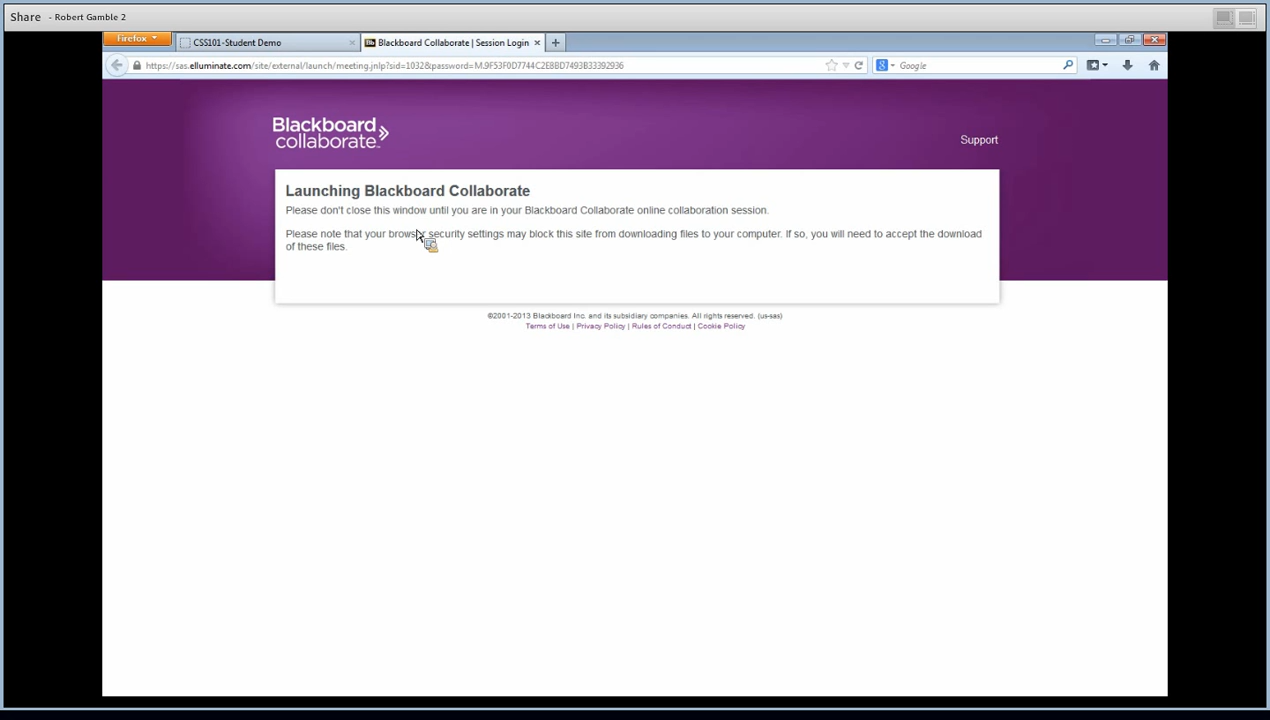 Share - Robert Gamble 2
Firefox
CSS101-Student Demo
Bb Blackboard Collaborate | Session Login
https://sas.elluminate.com/site/external/launch/meeting.jnlp?sid=1032&password=M.9F53F0D7744C2E8BD7493B33392936
Google
Blackboard
collaborate
Support
Launching Blackboard Collaborate
Please don't close this window until you are in your Blackboard Collaborate online collaboration session.
Please note that your browser security settings may block this site from downloading files to your computer. If so, you will need to accept the download
of these files.
©2001-2013 Blackboard Inc. and its subsidiary companies. All rights reserved. (us-sas)
Terms of Use | Privacy Policy | Rules of Conduct | Cookie Policy